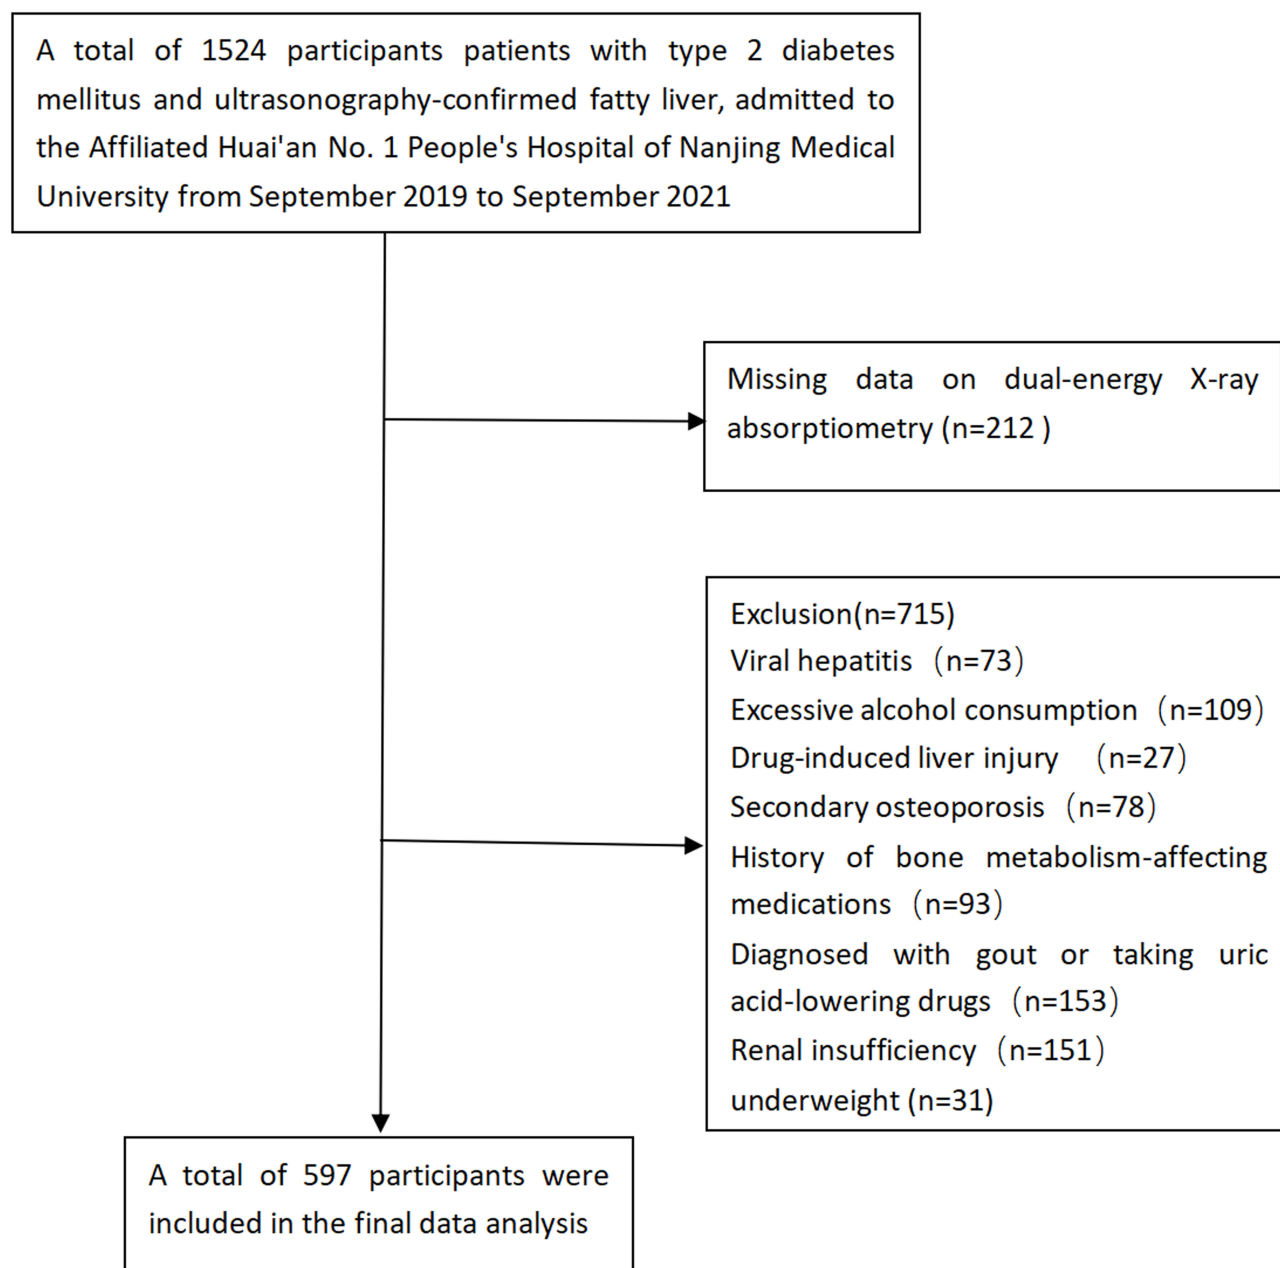 A total of 1524 participants patients with type 2 diabetes
mellitus and ultrasonography-confirmed fatty liver, admitted to
the Affiliated Huai'an No. 1 People's Hospital of Nanjing Medical
University from September 2019 to September 2021
Missing data on dual-energy X-ray
absorptiometry (n=212 )
Exclusion(n=715)
Viral hepatitis（n=73）
Excessive alcohol consumption（n=109）
Drug-induced liver injury （n=27）
Secondary osteoporosis（n=78）
History of bone metabolism-affecting
medications（n=93）
Diagnosed with gout or taking uric
acid-lowering drugs（n=153）
Renal insufficiency（n=151）
underweight (n=31)
A total of 597 participants were
included in the final data analysis